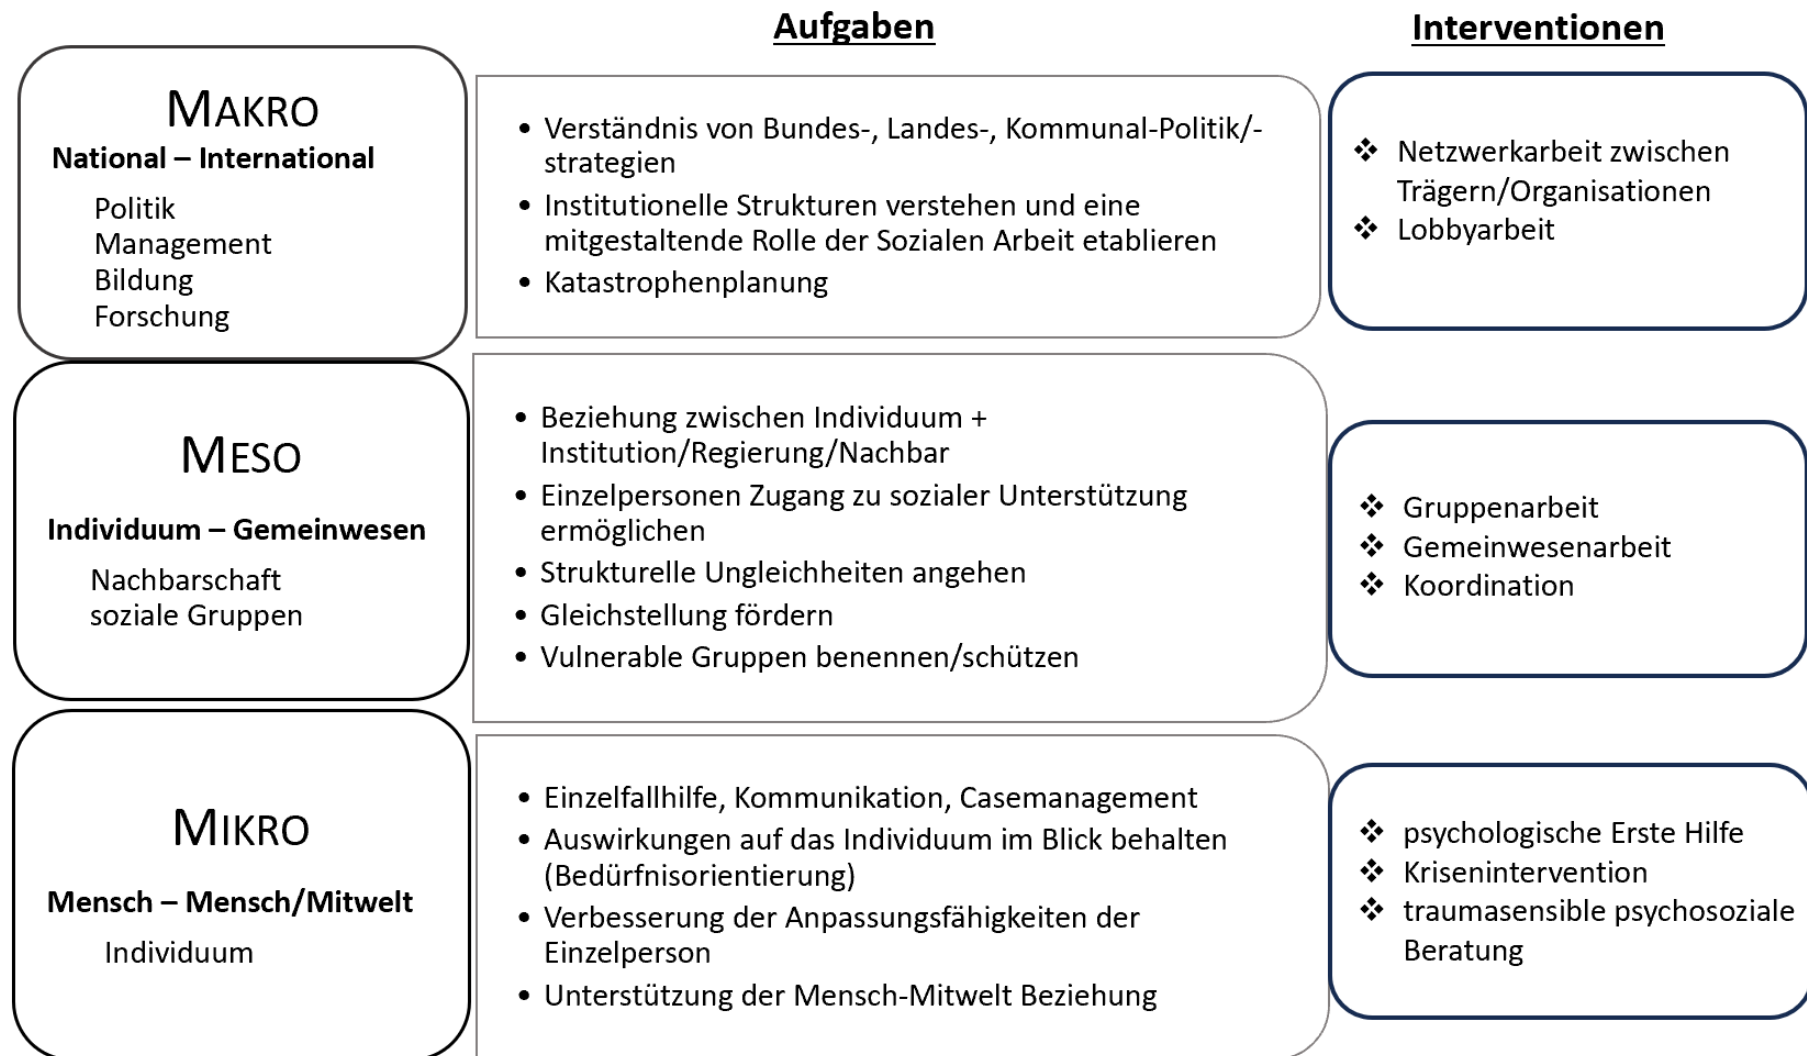 Aufgaben
Interventionen
MAKRO
National – International
Politik
Management
Bildung
Forschung
• Verständnis von Bundes-, Landes-, Kommunal-Politik/-
strategien
• Institutionelle Strukturen verstehen und eine
mitgestaltende Rolle der Sozialen Arbeit etablieren
• Katastrophenplanung
❖ Netzwerkarbeit zwischen
Trägern/Organisationen
❖ Lobbyarbeit
MESO
Individuum – Gemeinwesen
Nachbarschaft
soziale Gruppen
• Beziehung zwischen Individuum +
Institution/Regierung/Nachbar
• Einzelpersonen Zugang zu sozialer Unterstützung
ermöglichen
• Strukturelle Ungleichheiten angehen
• Gleichstellung fördern
• Vulnerable Gruppen benennen/schützen
❖ Gruppenarbeit
❖ Gemeinwesenarbeit
❖ Koordination
MIKRO
Mensch – Mensch/Mitwelt
Individuum
• Einzelfallhilfe, Kommunikation, Casemanagement
• Auswirkungen auf das Individuum im Blick behalten
(Bedürfnisorientierung)
• Verbesserung der Anpassungsfähigkeiten der
Einzelperson
• Unterstützung der Mensch-Mitwelt Beziehung
❖ psychologische Erste Hilfe
❖ Krisenintervention
❖ traumasensible psychosoziale
Beratung